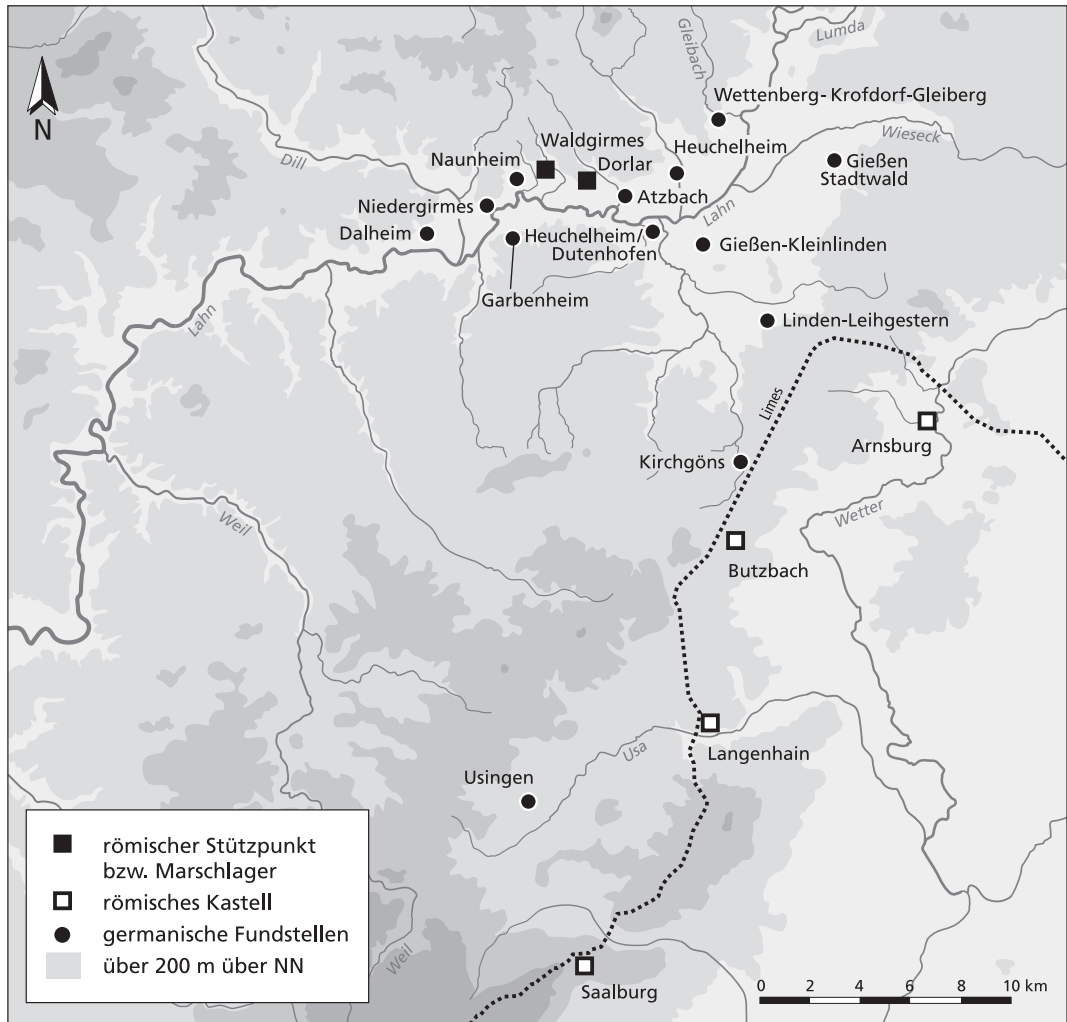 Lumda
Gleibach
N
Wettenberg-Krofdorf-Gleiberg
Wieseck
Waldgirmes
Heuchelheim
Dill
Naunheim
Dorlar
Gießen
Stadtwald
Atzbach
Niedergirmes
Lahn
Dalheim
Heuchelheim/
Dutenhofen
Gießen-Kleinlinden
Garbenheim
Lahn
Linden-Leihgestern
Limes
Arnsburg
Kirchgöns
Wetter
Weil
Butzbach
Usa
Langenhain
Usingen
römischer Stützpunkt
bzw. Marschlager
römisches Kastell
germanische Fundstellen
über 200 m über NN
Weil
Saalburg
0 2 4 6 8 10 km